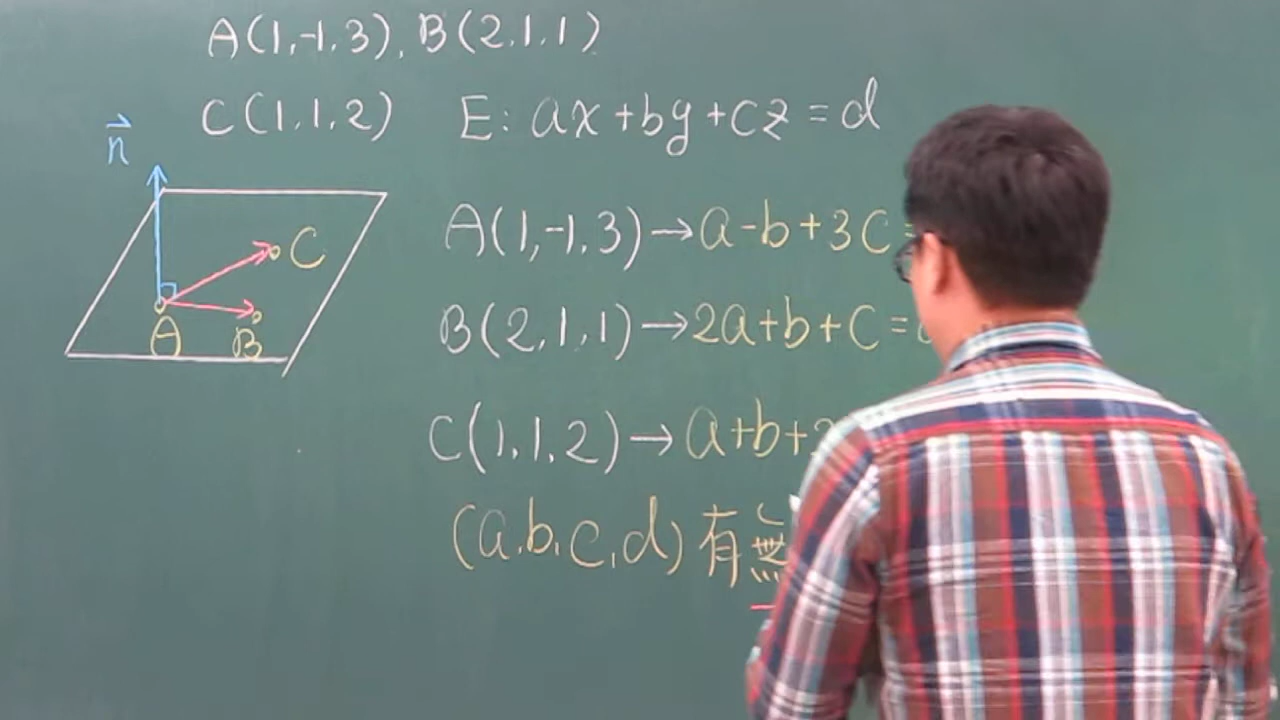 A(1,-1,3), B(2,1,1)
C(1,1,2) E: ax+by+cz=d
n
A(1,-1,3)→a-b+3c=
C
B(2,1,1)→2a+b+c=
A B
C(1,1,2)→a+b+
(a,b,c,d)有無